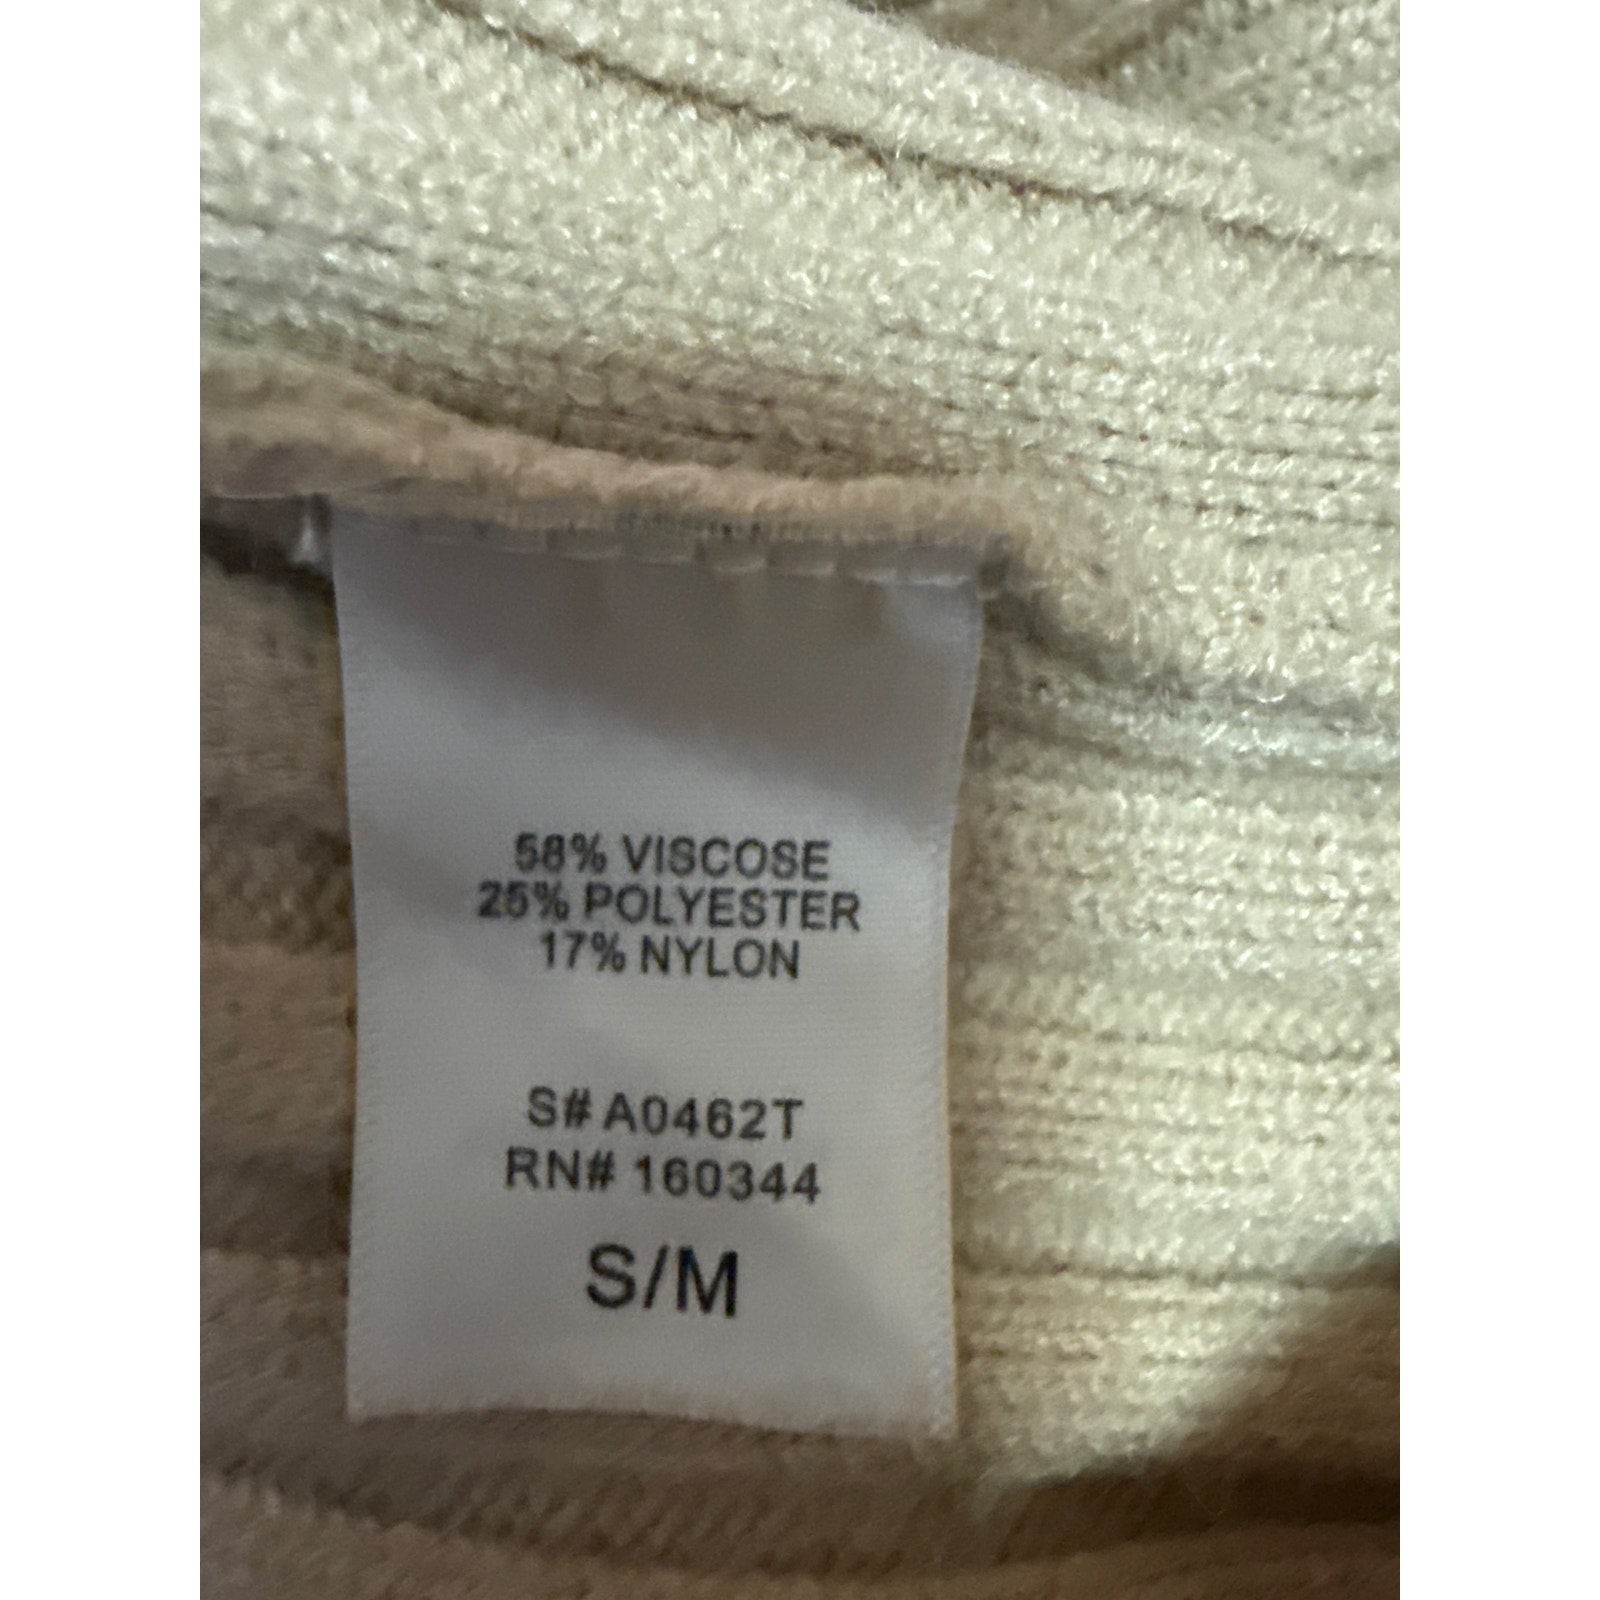 58% VISCOSE
25% POLYESTER
17% NYLON
S# A0462T
RN# 160344
S/M